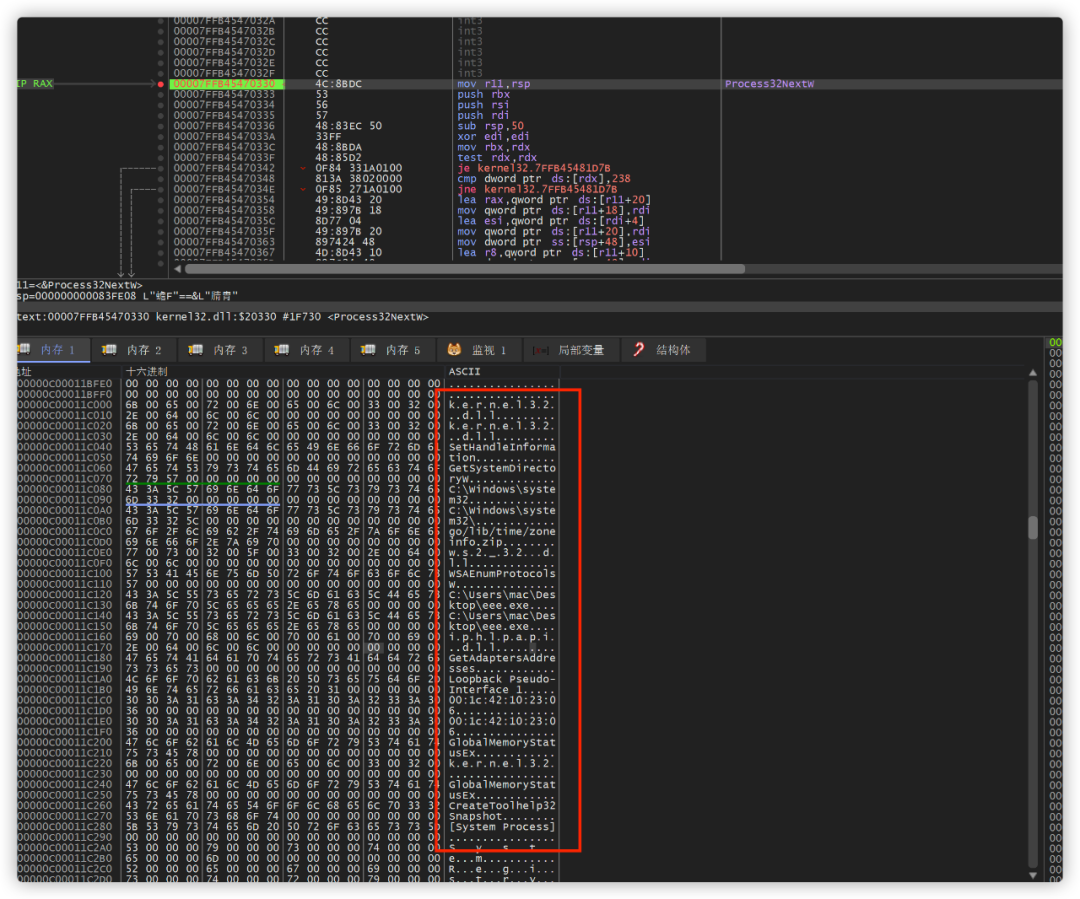 00007FFB4547032A CC int3
00007FFB4547032B CC int3
00007FFB4547032C CC int3
00007FFB4547032D CC int3
00007FFB4547032E CC int3
00007FFB4547032F CC int3
IP RAX 00007FFB45470330 4C:8BDC mov r11,rsp Process32NextW
00007FFB45470333 53 push rbx
00007FFB45470334 56 push rsi
00007FFB45470335 57 push rdi
00007FFB45470336 48:83EC 50 sub rsp,50
00007FFB4547033A 33FF xor edi,edi
00007FFB4547033C 48:8BDA mov rbx,rdx
00007FFB4547033F 48:85D2 test rdx,rdx
00007FFB45470342 0F84 331A0100 je kernel32.7FFB45481D7B
00007FFB45470348 813A 38020000 cmp dword ptr ds:[rdx],238
00007FFB4547034E 0F85 271A0100 jne kernel32.7FFB45481D7B
00007FFB45470354 49:8D43 20 lea rax,qword ptr ds:[r11+20]
00007FFB45470358 49:897B 18 mov qword ptr ds:[r11+18],rdi
00007FFB4547035C 8D77 04 lea esi,qword ptr ds:[rdi+4]
00007FFB4547035F 49:897B 20 mov qword ptr ds:[r11+20],rdi
00007FFB45470363 897424 48 mov dword ptr ss:[rsp+48],esi
00007FFB45470367 4D:8D43 10 lea r8,qword ptr ds:[r11+10]
11=<&Process32NextW>
sp=000000000083FE08
text:00007FFB45470330 kernel32.dll:$20330 #1F730 <Process32NextW>
内存 1 内存 2 内存 3 内存 4 内存 5 监视 1 局部变量 结构体
址 十六进制 ASCII
00000C00011BFE0 00 00 00 00 00 00 00 00 00 00 00 00 00 00 00 00 ................
00000C00011BFF0 00 00 00 00 00 00 00 00 00 00 00 00 00 00 00 00 ................
00000C00011C000 6B 00 65 00 72 00 6E 00 65 00 6C 00 33 00 32 00 k.e.r.n.e.l.3.2.
00000C00011C010 2E 00 64 00 6C 00 6C 00 00 00 00 00 00 00 00 00 ..d.l.l.........
00000C00011C020 6B 00 65 00 72 00 6E 00 65 00 6C 00 33 00 32 00 k.e.r.n.e.l.3.2.
00000C00011C030 2E 00 64 00 6C 00 6C 00 00 00 00 00 00 00 00 00 ..d.l.l.........
00000C00011C040 53 65 74 48 61 6E 64 6C 65 49 6E 66 6F 72 6D 61 SetHandleInforma
00000C00011C050 74 69 6F 6E 00 00 00 00 00 00 00 00 00 00 00 00 tion............
00000C00011C060 47 65 74 53 79 73 74 65 6D 44 69 72 65 63 74 6F GetSystemDirecto
00000C00011C070 72 79 57 00 00 00 00 00 00 00 00 00 00 00 00 00 ryW.............
00000C00011C080 43 3A 5C 57 69 6E 64 6F 77 73 5C 73 79 73 74 65 C:\Windows\syste
00000C00011C090 6D 33 32 00 00 00 00 00 00 00 00 00 00 00 00 00 m32.............
00000C00011C0A0 43 3A 5C 57 69 6E 64 6F 77 73 5C 73 79 73 74 65 C:\Windows\syste
00000C00011C0B0 6D 33 32 5C 00 00 00 00 00 00 00 00 00 00 00 00 m32\............
00000C00011C0C0 67 6F 2F 6C 69 62 2F 74 69 6D 65 2F 7A 6F 6E 65 go/lib/time/zone
00000C00011C0D0 69 6E 66 6F 2E 7A 69 70 00 00 00 00 00 00 00 00 info.zip........
00000C00011C0E0 77 00 73 00 32 00 5F 00 33 00 32 00 2E 00 64 00 w.s.2._.3.2...d.
00000C00011C0F0 6C 00 6C 00 00 00 00 00 00 00 00 00 00 00 00 00 l.l.............
00000C00011C100 57 53 41 45 6E 75 6D 50 72 6F 74 6F 63 6F 6C 73 WSAEnumProtocols
00000C00011C110 57 00 00 00 00 00 00 00 00 00 00 00 00 00 00 00 W...............
00000C00011C120 43 3A 5C 55 73 65 72 73 5C 6D 61 63 5C 44 65 73 C:\Users\mac\Des
00000C00011C130 6B 74 6F 70 5C 65 65 65 2E 65 78 65 00 00 00 00 ktop\eee.exe....
00000C00011C140 43 3A 5C 55 73 65 72 73 5C 6D 61 63 5C 44 65 73 C:\Users\mac\Des
00000C00011C150 6B 74 6F 70 5C 65 65 65 2E 65 78 65 00 00 00 00 ktop\eee.exe....
00000C00011C160 69 00 70 00 68 00 6C 00 70 00 61 00 70 00 69 00 i.p.h.l.p.a.p.i.
00000C00011C170 2E 00 64 00 6C 00 6C 00 00 00 00 00 00 00 00 00 ..d.l.l.........
00000C00011C180 47 65 74 41 64 61 70 74 65 72 73 41 64 64 72 65 GetAdaptersAddre
00000C00011C190 73 73 65 73 00 00 00 00 00 00 00 00 00 00 00 00 sses............
00000C00011C1A0 4C 6F 6F 70 62 61 63 6B 20 50 73 65 75 64 6F 2D Loopback Pseudo-
00000C00011C1B0 49 6E 74 65 72 66 61 63 65 20 31 00 00 00 00 00 Interface 1.....
00000C00011C1C0 30 30 3A 31 63 3A 34 32 3A 31 30 3A 32 33 3A 30 00:1c:42:10:23:0
00000C00011C1D0 36 00 00 00 00 00 00 00 00 00 00 00 00 00 00 00 6...............
00000C00011C1E0 30 30 3A 31 63 3A 34 32 3A 31 30 3A 32 33 3A 30 00:1c:42:10:23:0
00000C00011C1F0 36 00 00 00 00 00 00 00 00 00 00 00 00 00 00 00 6...............
00000C00011C200 47 6C 6F 62 61 6C 4D 65 6D 6F 72 79 53 74 61 74 GlobalMemoryStat
00000C00011C210 75 73 45 78 00 00 00 00 00 00 00 00 00 00 00 00 usEx............
00000C00011C220 6B 00 65 00 72 00 6E 00 65 00 6C 00 33 00 32 00 k.e.r.n.e.l.3.2.
00000C00011C230 00 00 00 00 00 00 00 00 00 00 00 00 00 00 00 00 ................
00000C00011C240 47 6C 6F 62 61 6C 4D 65 6D 6F 72 79 53 74 61 74 GlobalMemoryStat
00000C00011C250 75 73 45 78 00 00 00 00 00 00 00 00 00 00 00 00 usEx............
00000C00011C260 43 72 65 61 74 65 54 6F 6F 6C 68 65 6C 70 33 32 CreateToolhelp32
00000C00011C270 53 6E 61 70 73 68 6F 74 00 00 00 00 00 00 00 00 Snapshot........
00000C00011C280 5B 53 79 73 74 65 6D 20 50 72 6F 63 65 73 73 5D [System Process]
00000C00011C290 00 00 00 00 00 00 00 00 00 00 00 00 00 00 00 00 ................
00000C00011C2A0 53 00 00 00 79 00 00 00 73 00 00 00 74 00 00 00 S...y...s...t...
00000C00011C2B0 65 00 00 00 6D 00 00 00 00 00 00 00 00 00 00 00 e...m...........
00000C00011C2C0 52 00 00 00 65 00 00 00 67 00 00 00 69 00 00 00 R...e...g...i...
00000C00011C2D0 73 00 00 00 74 00 00 00 72 00 00 00 79 00 00 00 s...t...r...y...